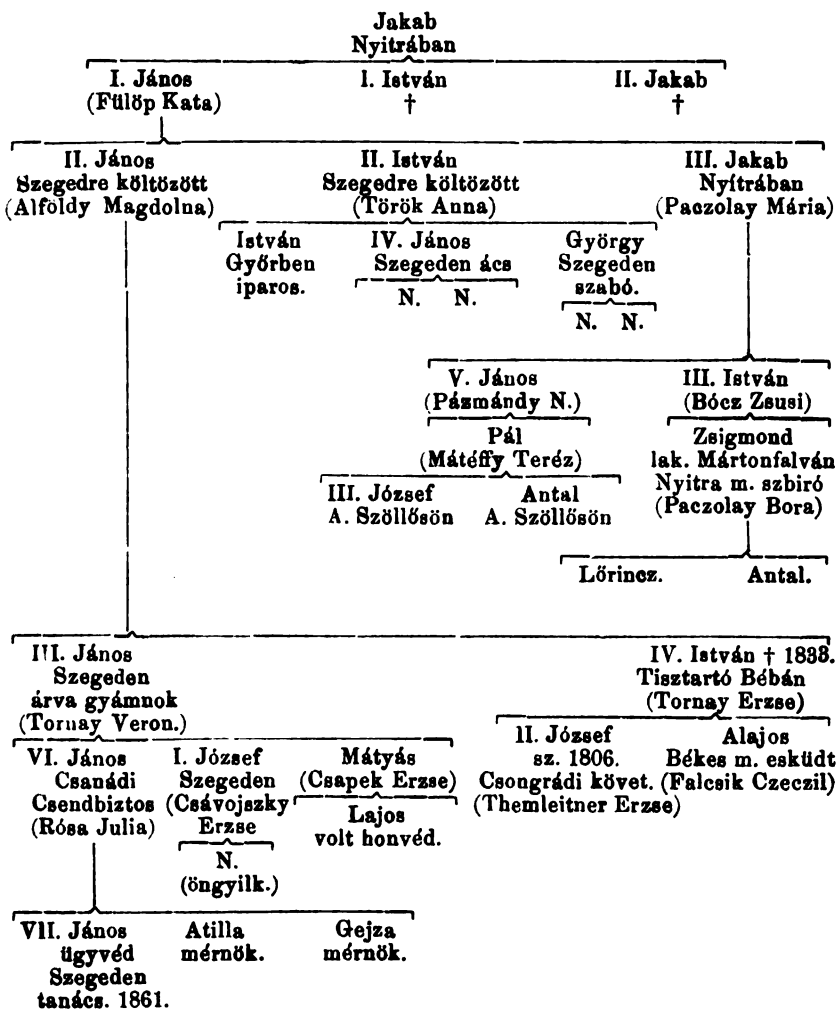 Jakab
Nyitrában
I. János
(Fülöp Kata)
I. István
†
II. Jakab
†
II. János
Szegedre költözött
(Alföldy Magdolna)
II. István
Szegedre költözött
(Török Anna)
III. Jakab
Nyitrában
(Paczolay Mária)
István
Győrben
iparos.
IV. János
Szegeden ács
N. N.
György
Szegeden
szabó.
N. N.
V. János
(Pázmándy N.)
III. István
(Bócz Zsusi)
Pál
(Mátéffy Teréz)
Zsigmond
lak. Mártonfalván
Nyitra m. szbiró
(Paczolay Bora)
III. József
A. Szöllősön
Antal
A. Szöllősön
Lőrincz.
Antal.
III. János
Szegeden
árva gyámnok
(Tornay Veron.)
IV. István † 1838.
Tisztartó Bébán
(Tornay Erzse)
VI. János
Csanádi
Csendbiztos
(Rósa Julia)
I. József
Szegeden
(Csávojszky
Erzse
N.
(öngyilk.)
Mátyás
(Csapek Erzse)
Lajos
volt honvéd.
II. József
sz. 1806.
Csongrádi követ.
(Themleitner Erzse)
Alajos
Békes m. esküdt
(Falcsik Czeczil)
VII. János
ügyvéd
Szegeden
tanács. 1861.
Atilla
mérnök.
Gejza
mérnök.